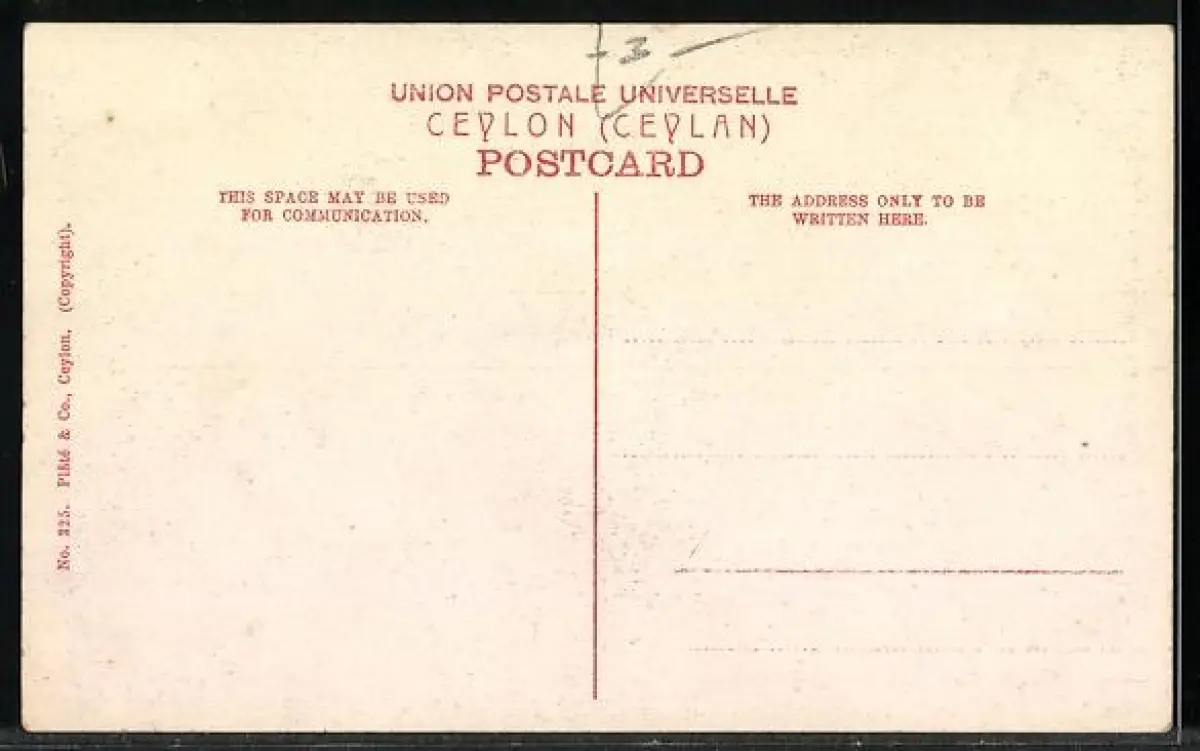 - 3 -
UNION POSTALE UNIVERSELLE
CEYLON (CEYLAN)
POSTCARD
THIS SPACE MAY BE USED
FOR COMMUNICATION.
THE ADDRESS ONLY TO BE
WRITTEN HERE.
No. 225. Plâté & Co., Ceylon. (Copyright).